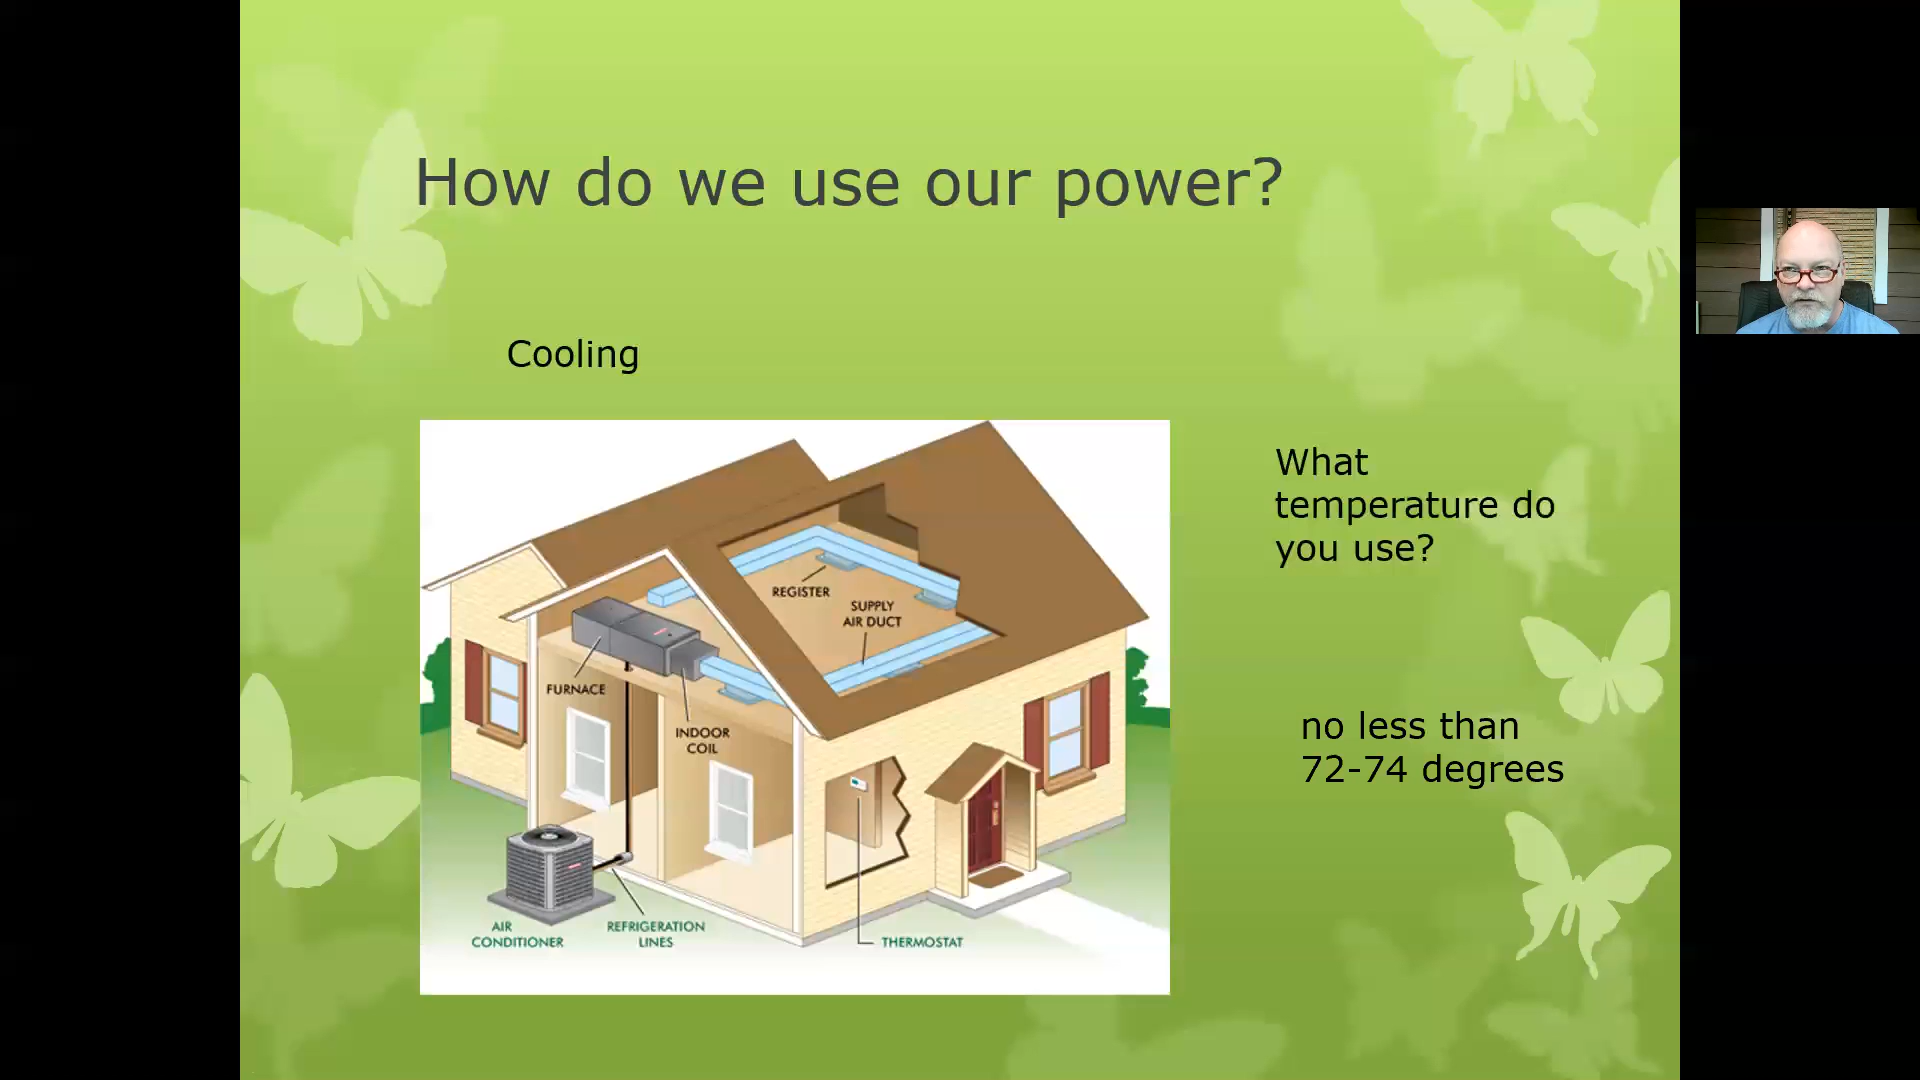 How do we use our power?
Cooling
What
temperature do
you use?
no less than
72-74 degrees
REGISTER
SUPPLY
AIR DUCT
FURNACE
INDOOR
COIL
AIR
CONDITIONER
REFRIGERATION
LINES
THERMOSTAT